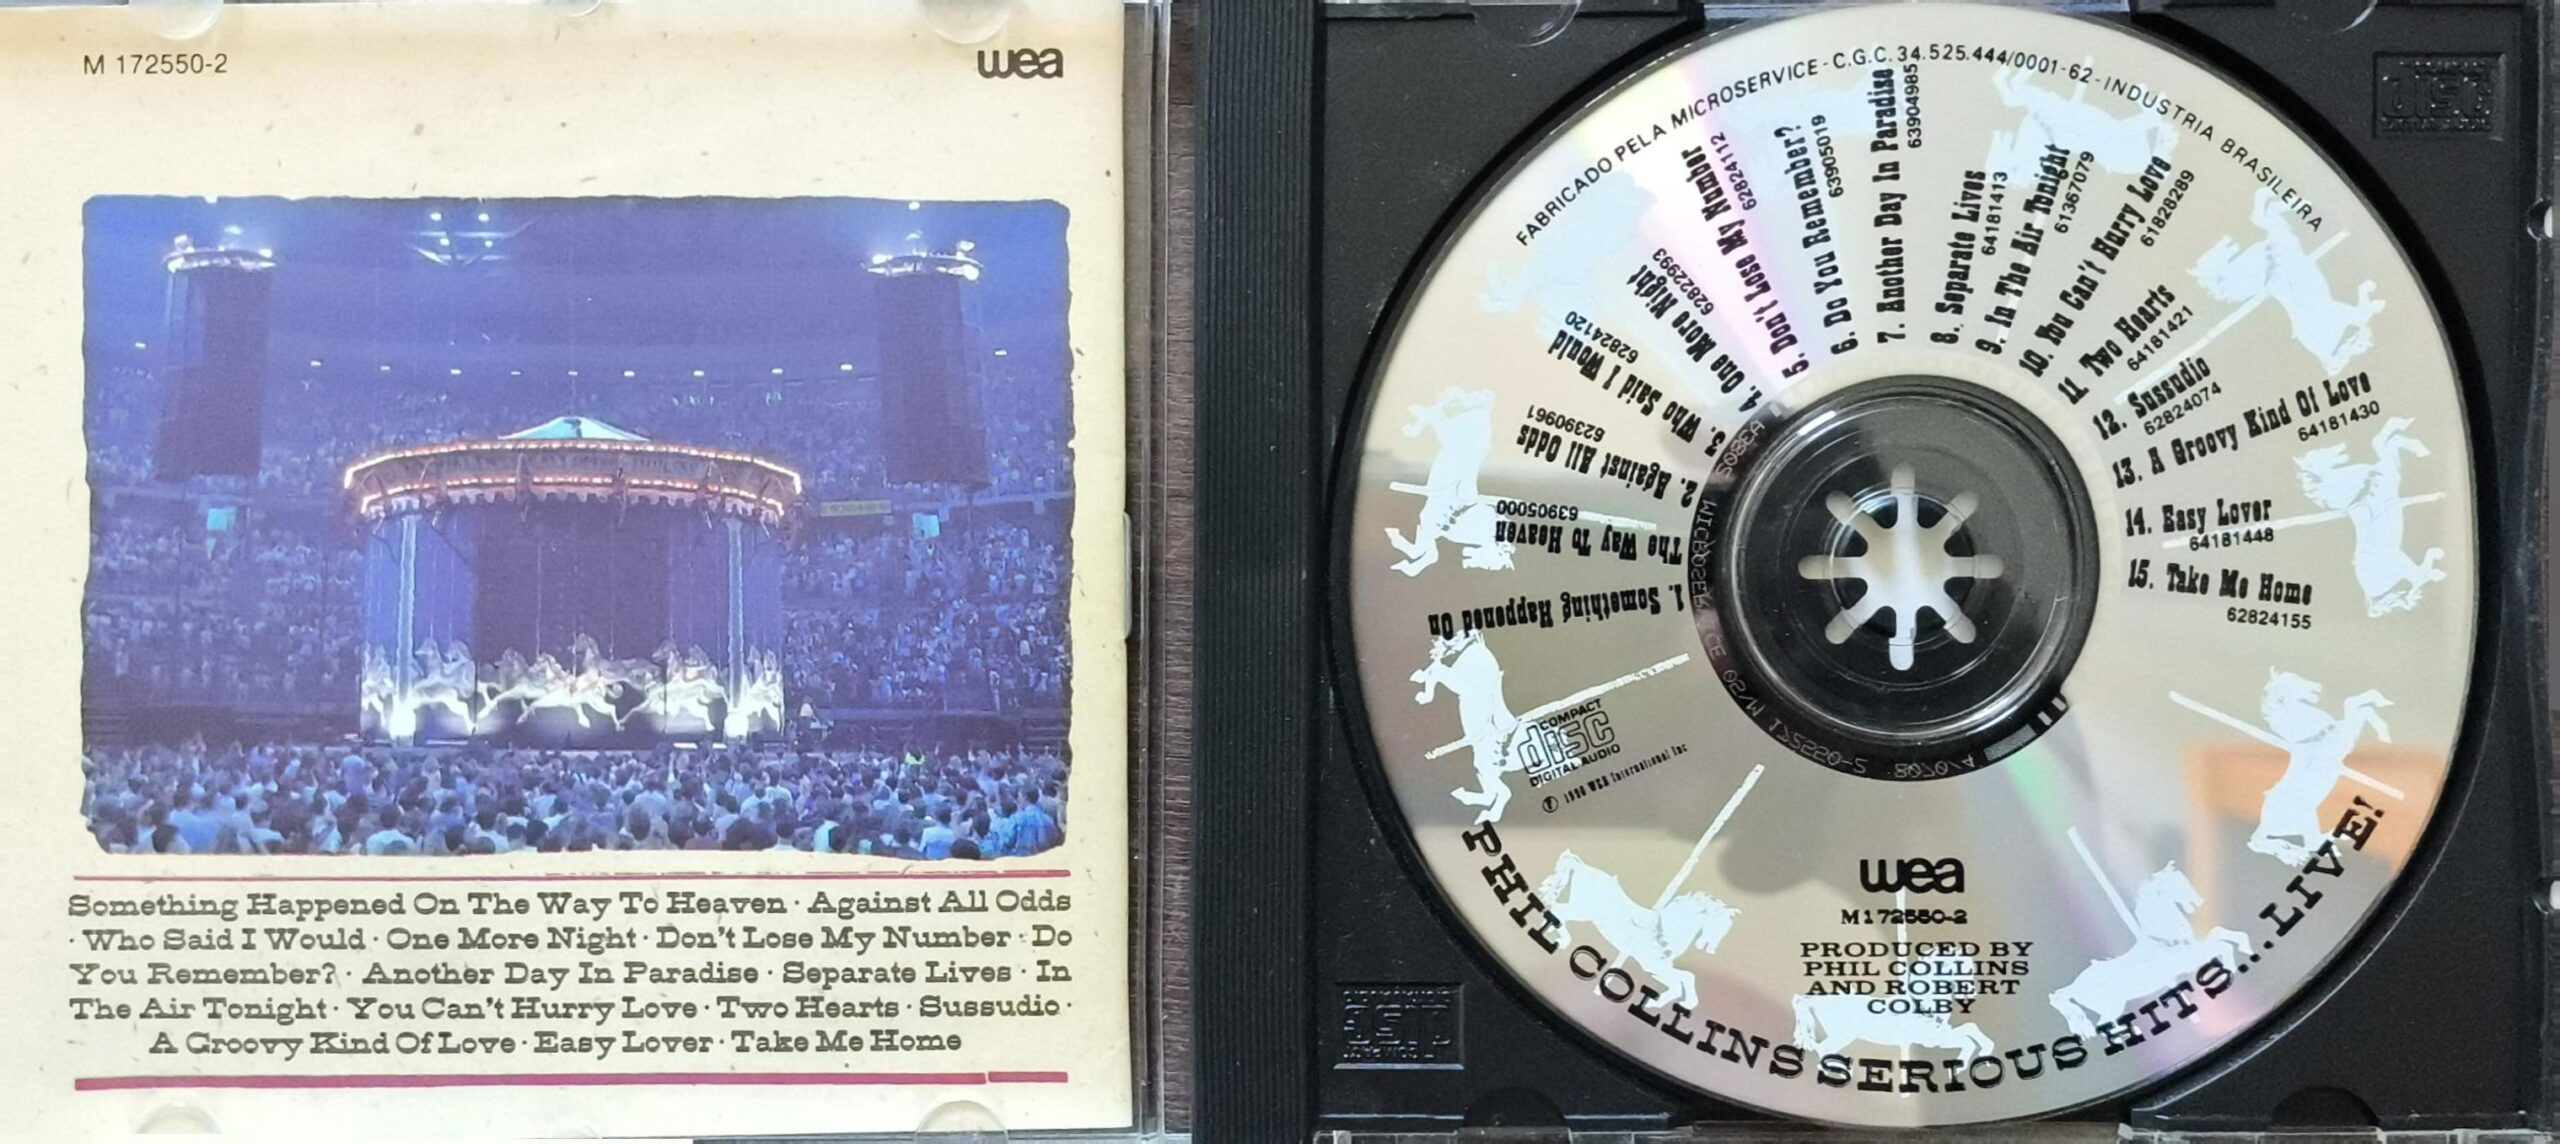 M 172550-2
wea
Something Happened On The Way To Heaven · Against All Odds
· Who Said I Would · One More Night · Don't Lose My Number · Do
You Remember? · Another Day In Paradise · Separate Lives · In
The Air Tonight · You Can't Hurry Love · Two Hearts · Sussudio ·
A Groovy Kind Of Love · Easy Lover · Take Me Home
FABRICADO PELA MICROSERVICE - C.G.C. 34.525.444/0001-62 - INDUSTRIA BRASILEIRA
1. Something Happened On
The Way To Heaven
63905000
2. Against All Odds
62390961
3. Who Said I Would
62824120
4. One More Night
62822993
5. Don't Lose My Number
62824112
6. Do You Remember?
63905019
7. Another Day In Paradise
63904985
8. Separate Lives
64181413
9. In The Air Tonight
61367079
10. You Can't Hurry Love
61828289
11. Two Hearts
64181421
12. Sussudio
62824074
13. A Groovy Kind Of Love
64181430
14. Easy Lover
64181448
15. Take Me Home
62824155
COMPACT
disc
DIGITAL AUDIO
℗ 1990 WEA International Inc
wea
M172550-2
PRODUCED BY
PHIL COLLINS
AND ROBERT
COLBY
PHIL COLLINS SERIOUS HITS...LIVE!